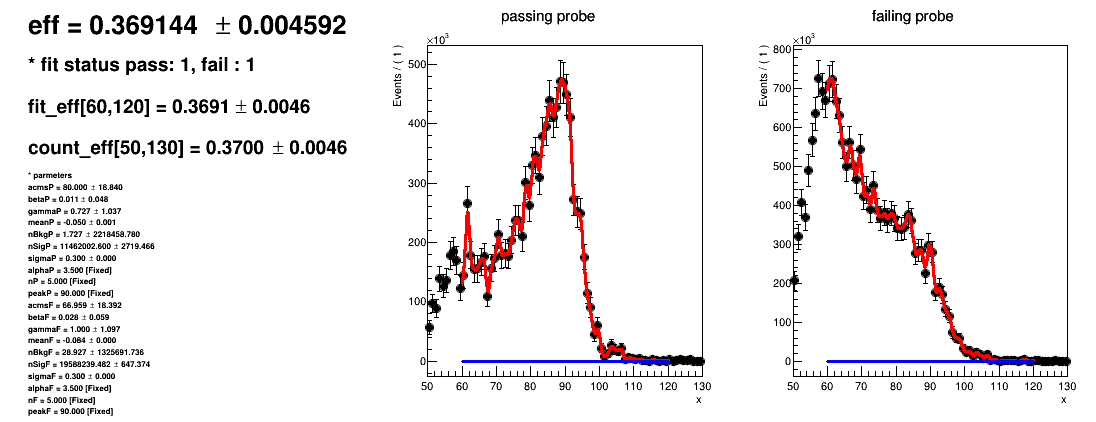 eff = 0.369144 ± 0.004592
* fit status pass: 1, fail : 1
fit_eff[60,120] = 0.3691 ± 0.0046
count_eff[50,130] = 0.3700 ± 0.0046
* parmeters
acmsP = 80.000 ± 18.840
betaP = 0.011 ± 0.048
gammaP = 0.727 ± 1.037
meanP = -0.050 ± 0.001
nBkgP = 1.727 ± 2218458.780
nSigP = 11462002.600 ± 2719.466
sigmaP = 0.300 ± 0.000
alphaP = 3.500 [Fixed]
nP = 5.000 [Fixed]
peakP = 90.000 [Fixed]
acmsF = 66.959 ± 18.392
betaF = 0.028 ± 0.059
gammaF = 1.000 ± 1.097
meanF = -0.084 ± 0.000
nBkgF = 28.927 ± 1325691.736
nSigF = 19588239.482 ± 647.374
sigmaF = 0.300 ± 0.000
alphaF = 3.500 [Fixed]
nF = 5.000 [Fixed]
peakF = 90.000 [Fixed]
passing probe
×10³
Events / ( 1 )
500
400
300
200
100
0
50 60 70 80 90 100 110 120 130
x
failing probe
×10³
Events / ( 1 )
800
700
600
500
400
300
200
100
0
50 60 70 80 90 100 110 120 130
x